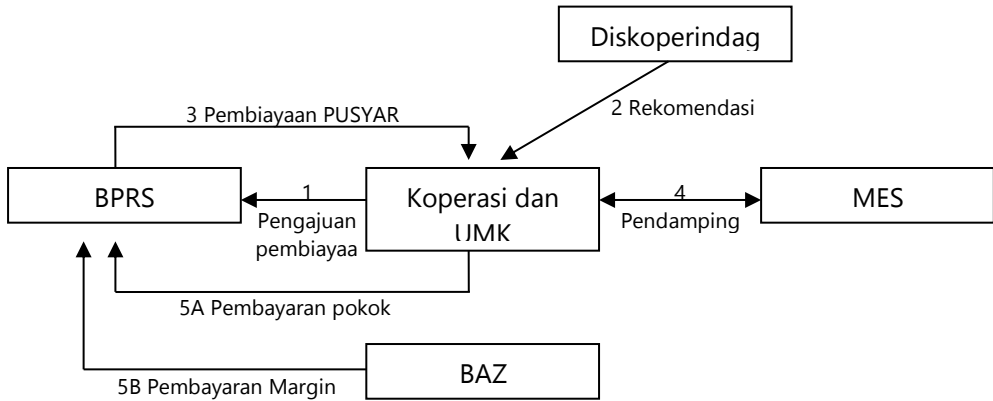 Diskoperindag
3 Pembiayaan PUSYAR
2 Rekomendasi
BPRS
1
Pengajuan
pembiayaa
Koperasi dan
UMK
4
Pendamping
MES
5A Pembayaran pokok
5B Pembayaran Margin
BAZ